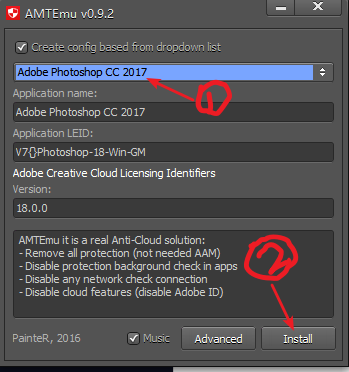 AMTEmu v0.9.2
Create config based from dropdown list
Adobe Photoshop CC 2017
1
Application name:
Adobe Photoshop CC 2017
Application LEID:
V7{}Photoshop-18-Win-GM
Adobe Creative Cloud Licensing Identifiers
Version:
18.0.0
2
AMTEmu it is a real Anti-Cloud solution:
- Remove all protection (not needed AAM)
- Disable protection background check in apps
- Disable any network check connection
- Disable cloud features (disable Adobe ID)
PainteR, 2016 Music Advanced Install